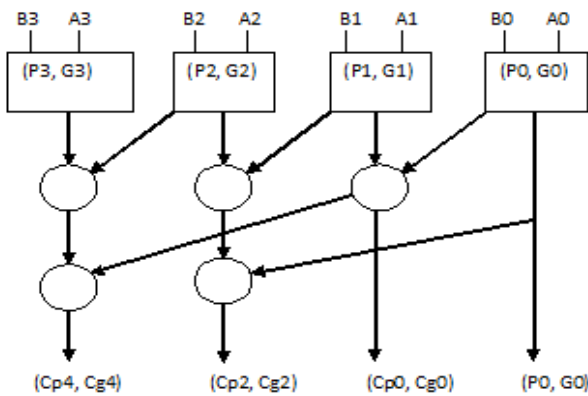 B3 A3 B2 A2 B1 A1 B0 A0
(P3, G3) (P2, G2) (P1, G1) (P0, G0)
(Cp4, Cg4) (Cp2, Cg2) (Cp0, Cg0) (P0, G0)